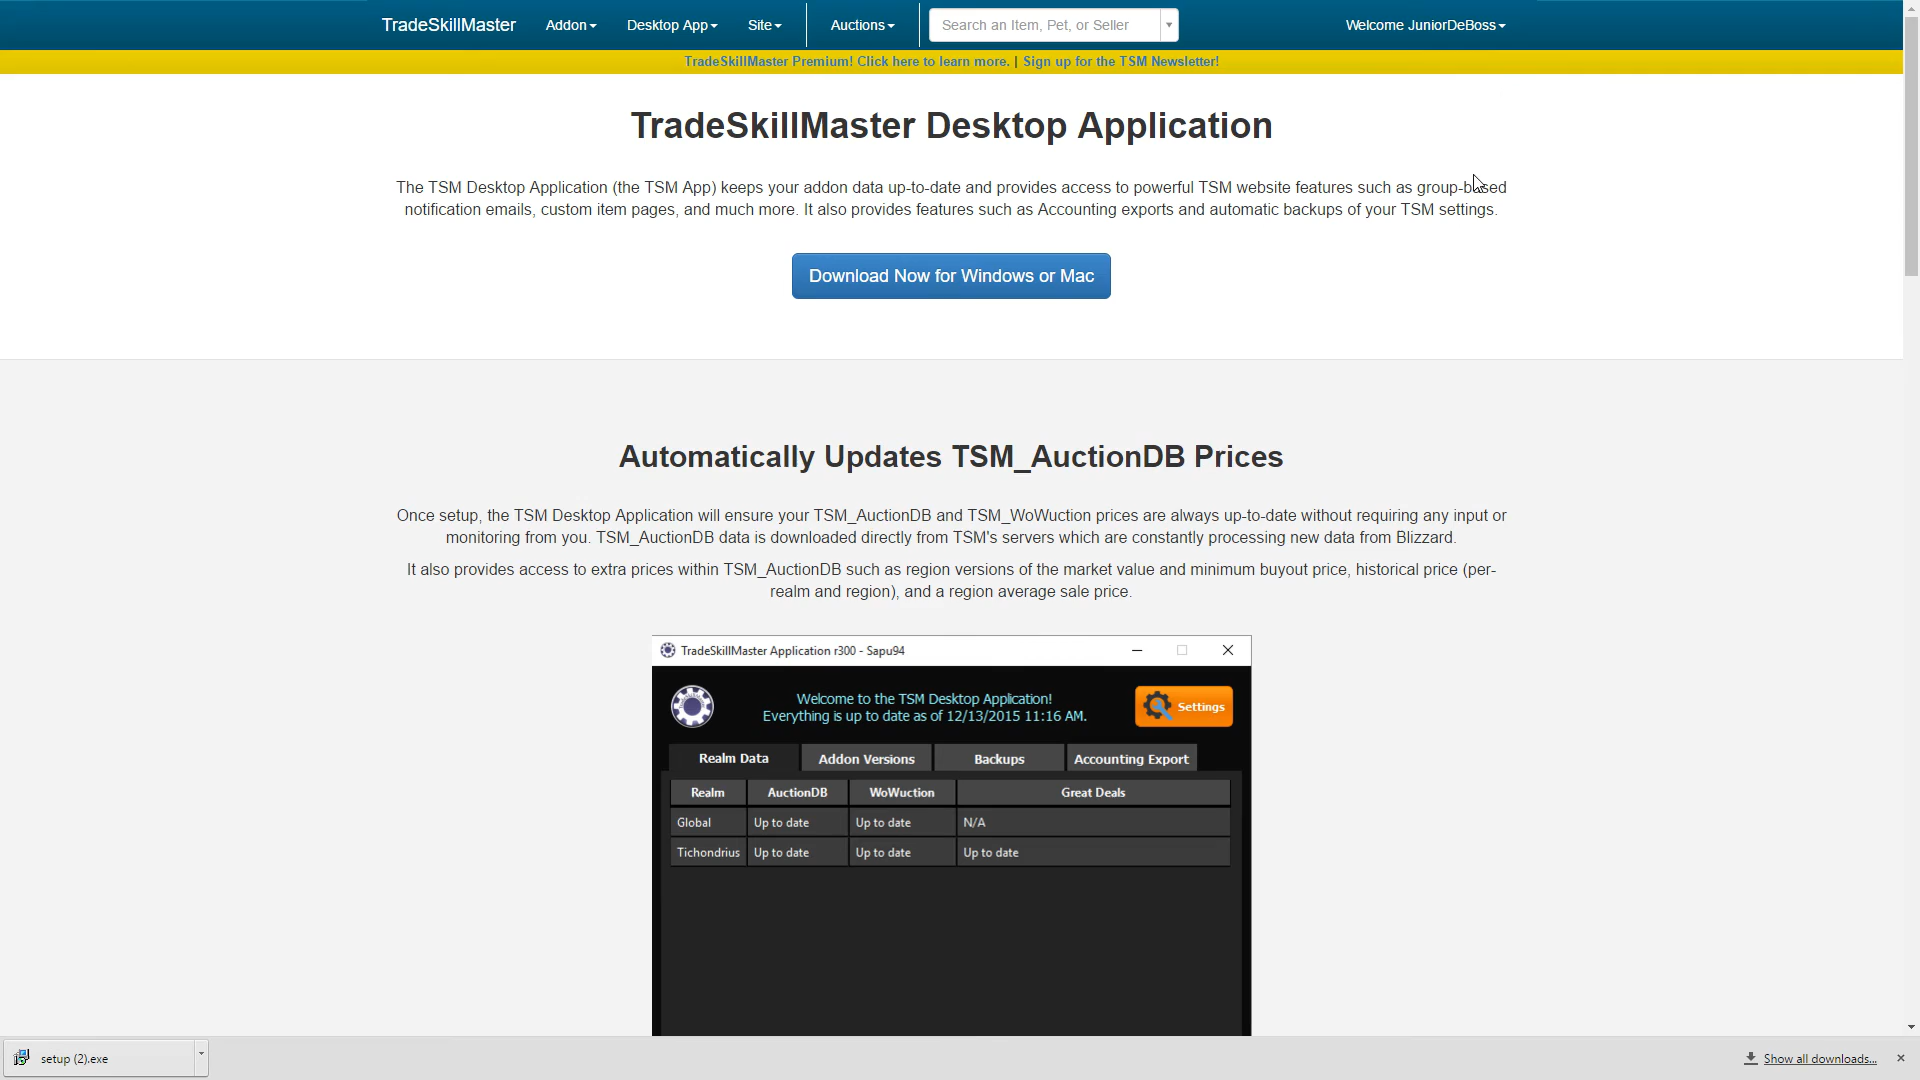 TradeSkillMaster Addon Desktop App Site Auctions Search an Item, Pet, or Seller Welcome JuniorDeBoss
TradeSkillMaster Premium! Click here to learn more. | Sign up for the TSM Newsletter!
TradeSkillMaster Desktop Application
The TSM Desktop Application (the TSM App) keeps your addon data up-to-date and provides access to powerful TSM website features such as group-based
notification emails, custom item pages, and much more. It also provides features such as Accounting exports and automatic backups of your TSM settings.
Download Now for Windows or Mac
Automatically Updates TSM_AuctionDB Prices
Once setup, the TSM Desktop Application will ensure your TSM_AuctionDB and TSM_WoWuction prices are always up-to-date without requiring any input or
monitoring from you. TSM_AuctionDB data is downloaded directly from TSM's servers which are constantly processing new data from Blizzard.
It also provides access to extra prices within TSM_AuctionDB such as region versions of the market value and minimum buyout price, historical price (per-
realm and region), and a region average sale price.
TradeSkillMaster Application r300 - Sapu94
Welcome to the TSM Desktop Application!
Everything is up to date as of 12/13/2015 11:16 AM.
Settings
Realm Data Addon Versions Backups Accounting Export
Realm AuctionDB WoWuction Great Deals
Global Up to date Up to date N/A
Tichondrius Up to date Up to date Up to date
setup (2).exe Show all downloads...